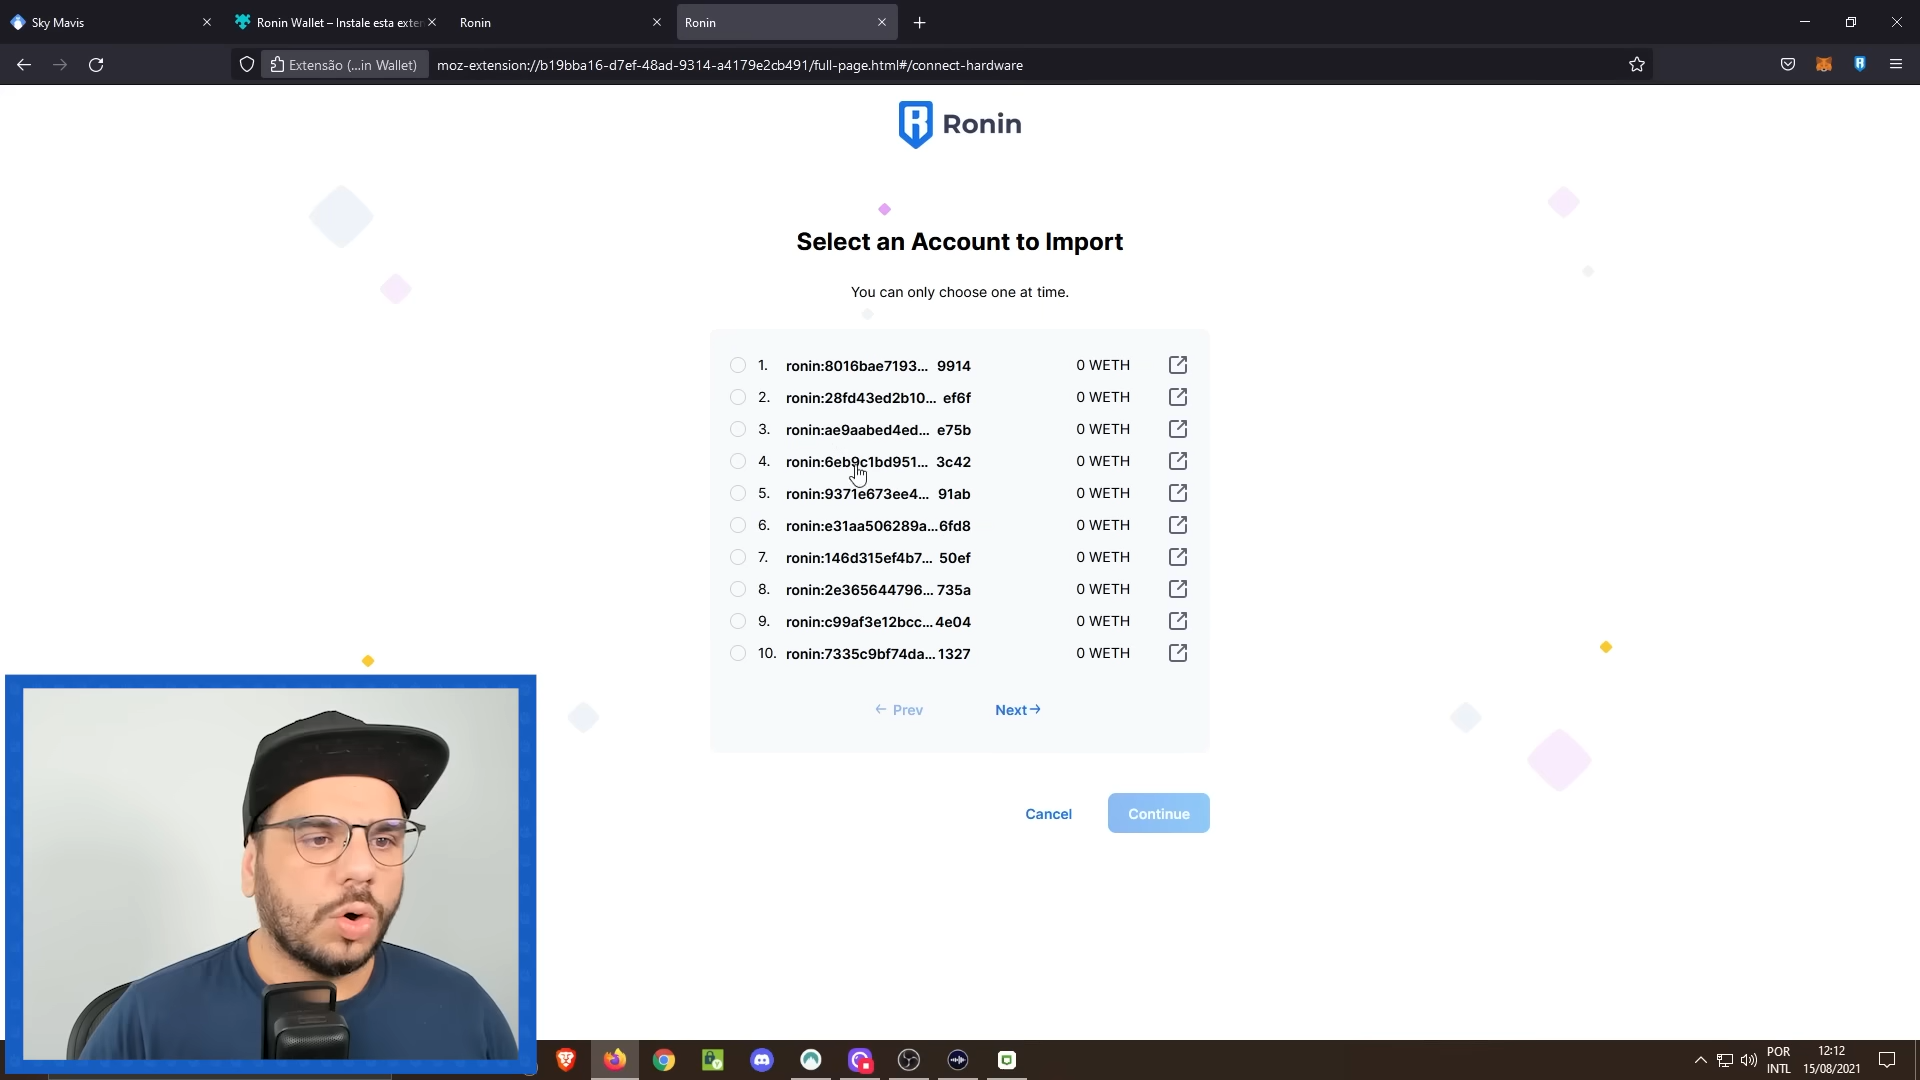 Sky Mavis
Ronin Wallet – Instale esta exten
Ronin
Ronin
Extensão (...in Wallet)
moz-extension://b19bba16-d7ef-48ad-9314-a4179e2cb491/full-page.html#/connect-hardware
Ronin
Select an Account to Import
You can only choose one at time.
1. ronin:8016bae7193... 9914 0 WETH
2. ronin:28fd43ed2b10... ef6f 0 WETH
3. ronin:ae9aabed4ed... e75b 0 WETH
4. ronin:6eb9c1bd951... 3c42 0 WETH
5. ronin:9371e673ee4... 91ab 0 WETH
6. ronin:e31aa506289a...6fd8 0 WETH
7. ronin:146d315ef4b7... 50ef 0 WETH
8. ronin:2e365644796... 735a 0 WETH
9. ronin:c99af3e12bcc...4e04 0 WETH
10. ronin:7335c9bf74da...1327 0 WETH
← Prev Next→
Cancel Continue
POR 12:12
INTL 15/08/2021